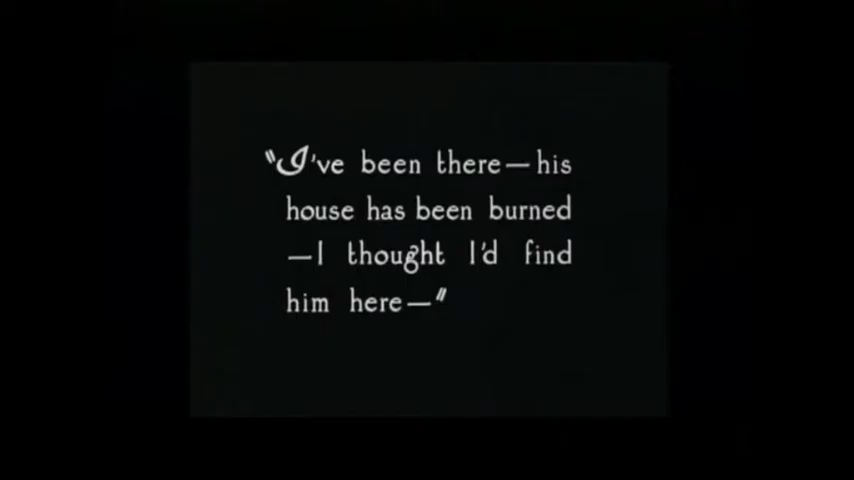 "I've been there—his
house has been burned
—I thought I'd find
him here—"